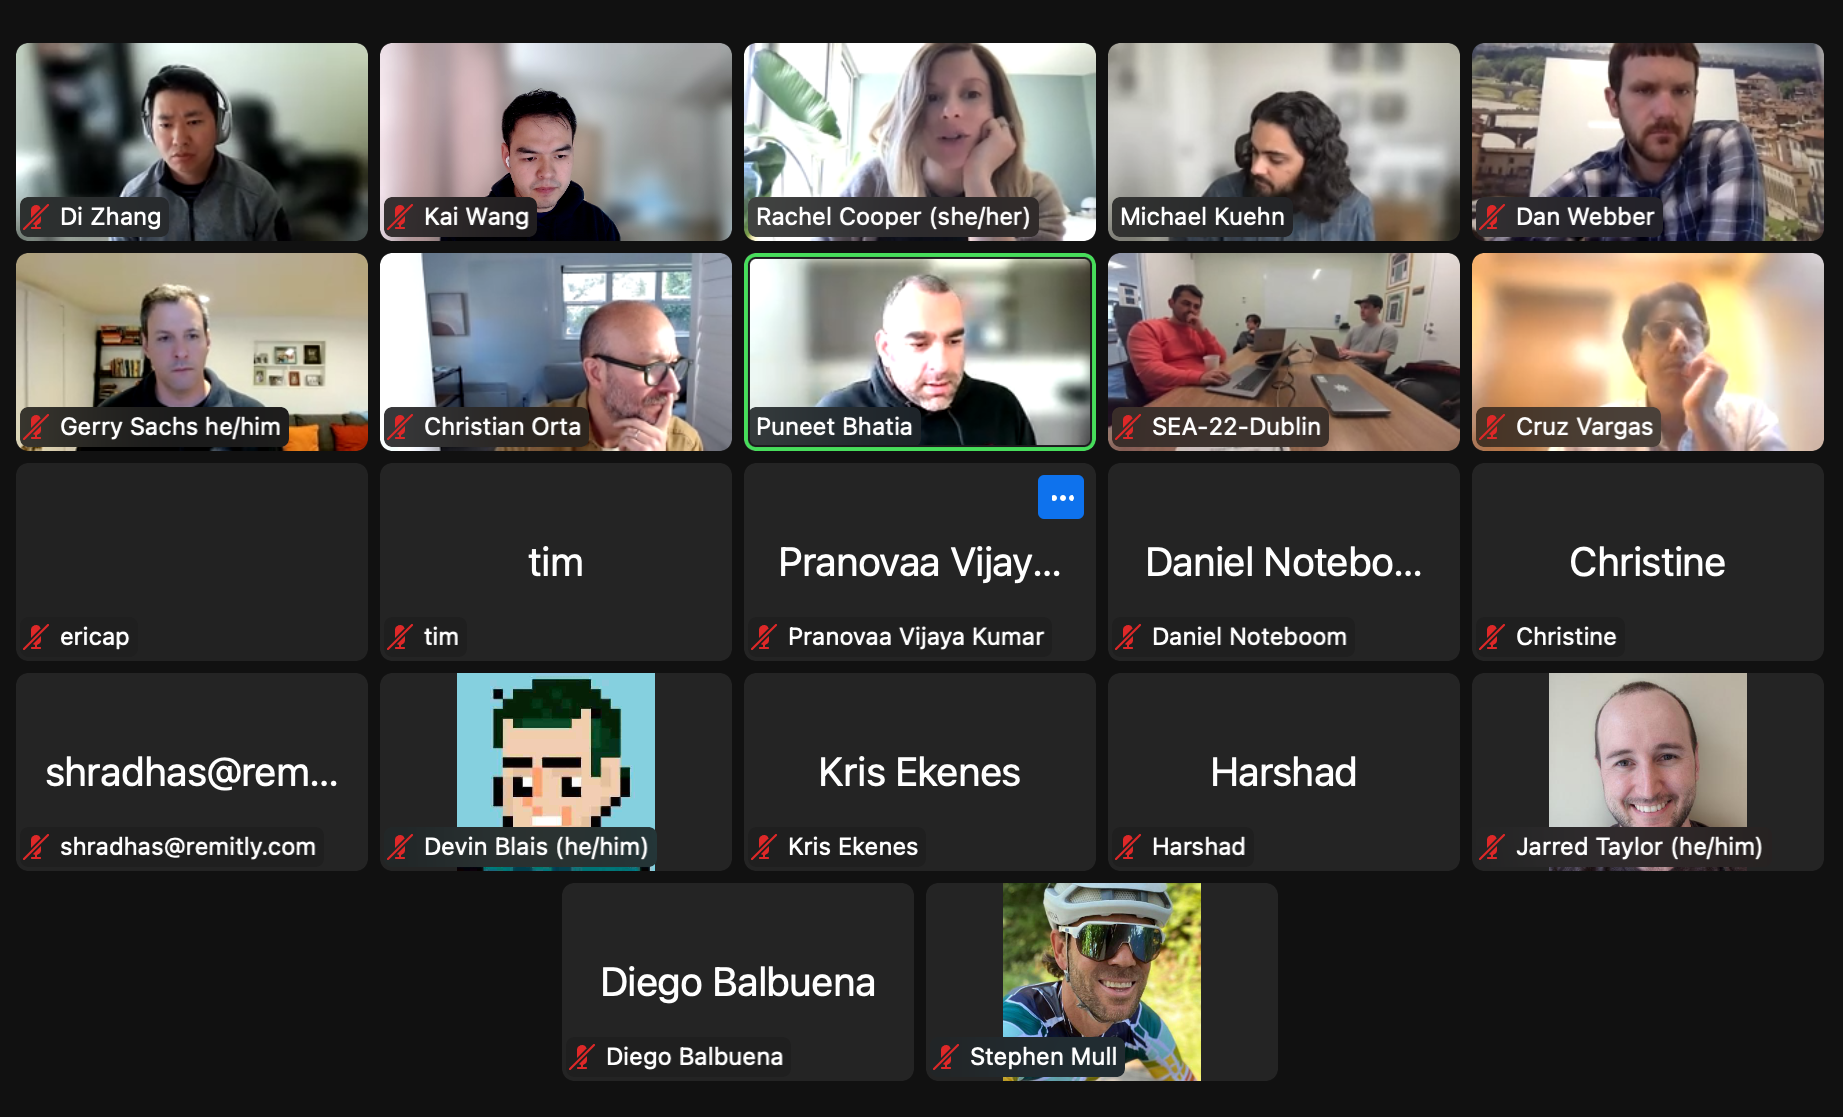 Di Zhang
Kai Wang
Rachel Cooper (she/her)
Michael Kuehn
Dan Webber
Gerry Sachs he/him
Christian Orta
Puneet Bhatia
SEA-22-Dublin
Cruz Vargas
ericap
tim
tim
Pranovaa Vijay...
Pranovaa Vijaya Kumar
Daniel Notebo...
Daniel Noteboom
Christine
Christine
shradhas@rem...
shradhas@remitly.com
Devin Blais (he/him)
Kris Ekenes
Kris Ekenes
Harshad
Harshad
Jarred Taylor (he/him)
Diego Balbuena
Diego Balbuena
Stephen Mull